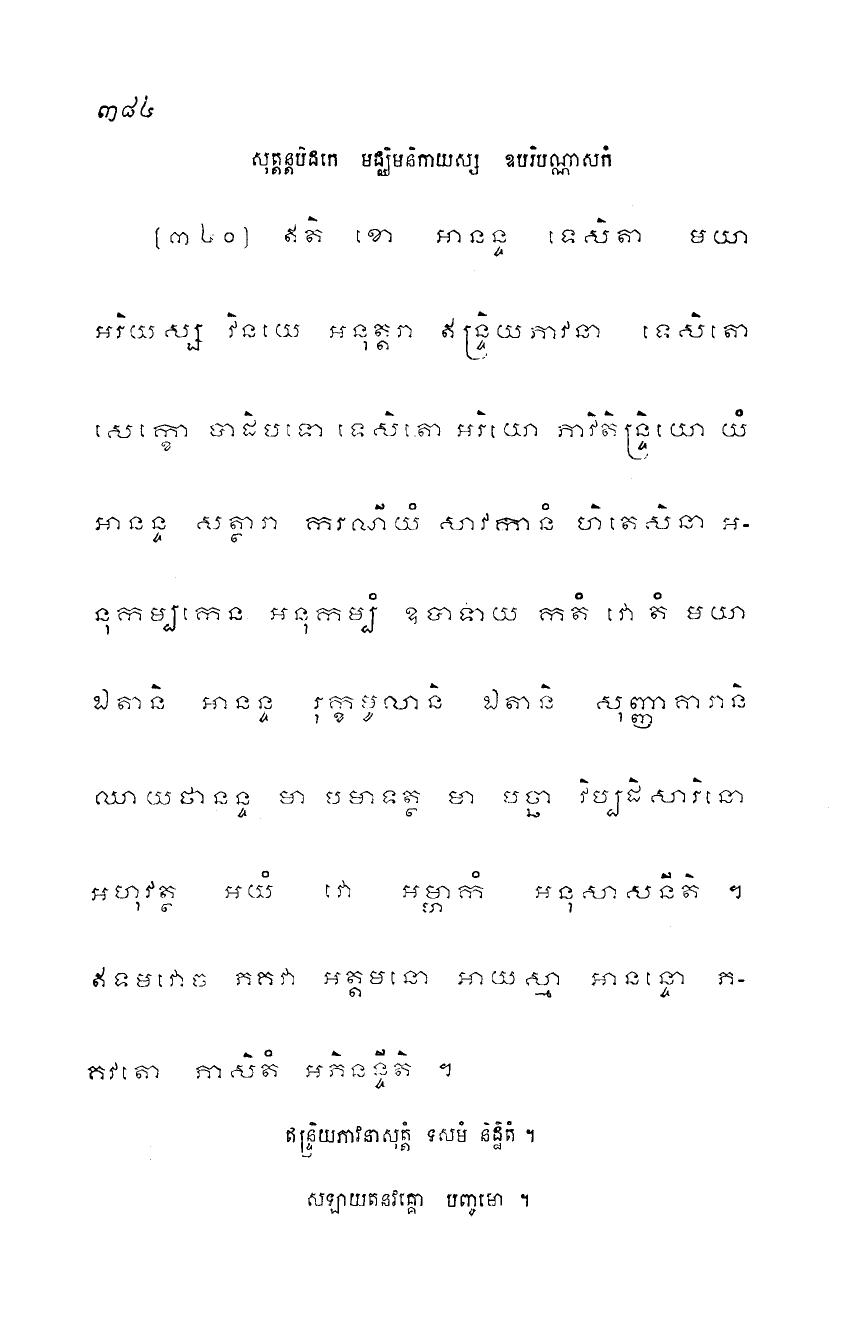 ៣៨៤
សុត្តន្តបិដកេ មជ្ឈិមនិកាយស្ស ឧបរិបណ្ណាសកំ
[៣៤០] ឥតិ ខោ អានន្ទ ទេសិតា មយា
អរិយស្ស វិនយេ អនុត្តរា ឥន្ទ្រិយភាវនា ទេសិតោ
សេក្ខោ បាដិបទោ ទេសិតោ អរិយោ ភាវិតិន្ទ្រិយោ យំ
អានន្ទ សត្ថារា ករណីយំ សាវកានំ ហិតេសិនា អ-
នុកម្បកេន អនុកម្បំ ឧបាទាយ កតំ វោ តំ មយា
ឯតានិ អានន្ទ រុក្ខមូលានិ ឯតានិ សុញ្ញាគារានិ
ឈាយថានន្ទ មា បមាទត្ថ មា បច្ឆា វិប្បដិសារិនោ
អហុវត្ថ អយំ វោ អម្ហាកំ អនុសាសនីតិ ។
ឥទមវោច ភគវា អត្តមនោ អាយស្មា អានន្ទោ ភ-
គវតោ ភាសិតំ អភិនន្ទីតិ ។
ឥន្ទ្រិយភាវនាសុត្តំ ទសមំ និដ្ឋិតំ ។
សឡាយតនវគ្គោ បញ្ចមោ ។